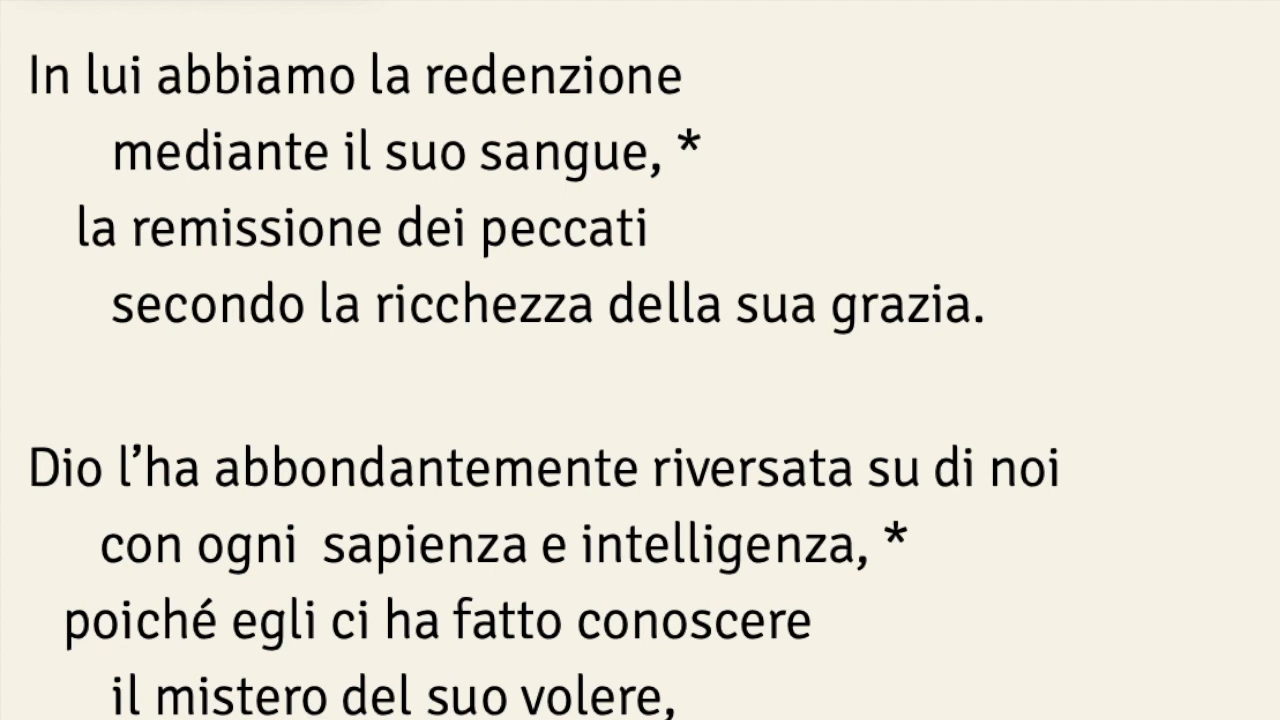 In lui abbiamo la redenzione
mediante il suo sangue, *
la remissione dei peccati
secondo la ricchezza della sua grazia.
Dio l’ha abbondantemente riversata su di noi
con ogni  sapienza e intelligenza, *
poiché egli ci ha fatto conoscere
il mistero del suo volere,